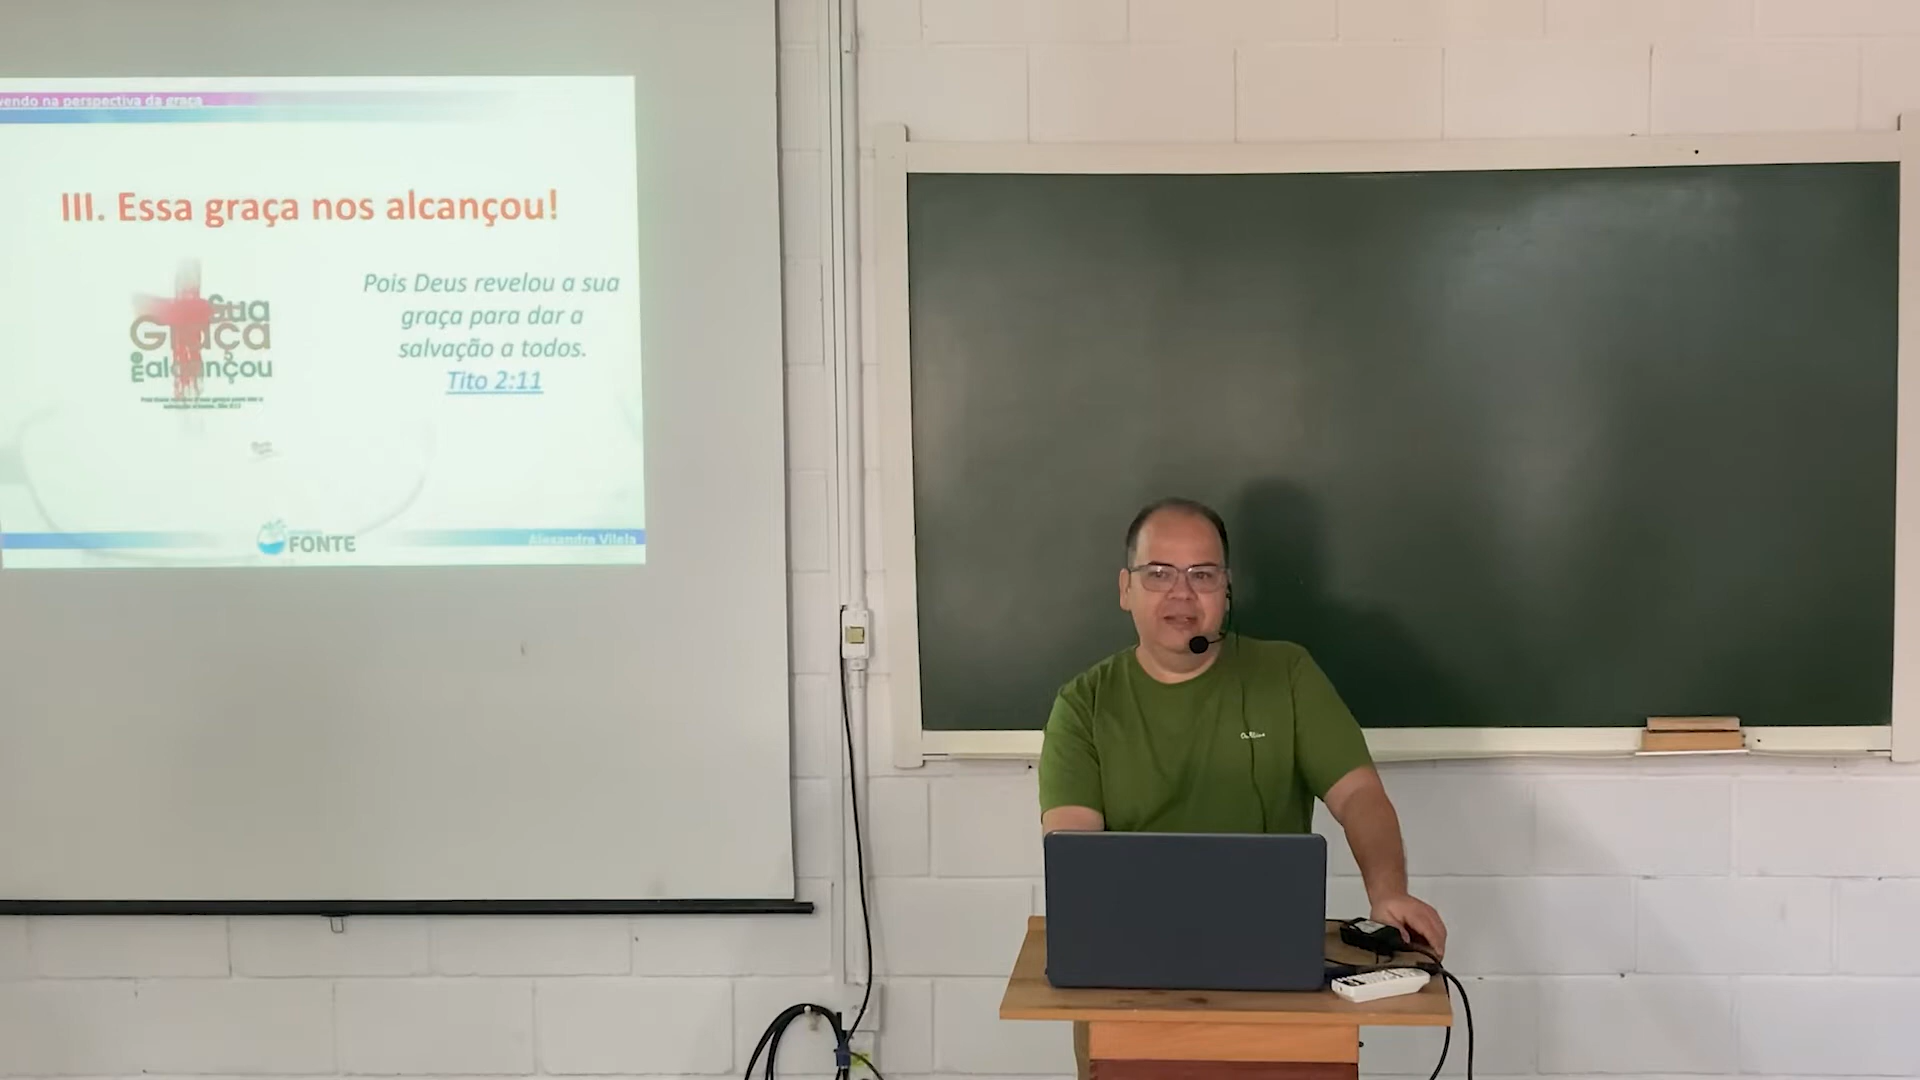 vendo na perspectiva da graça
III. Essa graça nos alcançou!
Pois Deus revelou a sua
graça para dar a
salvação a todos.
Tito 2:11
Sua
Graça
me alcançou
FONTE
Alexandre Vilela